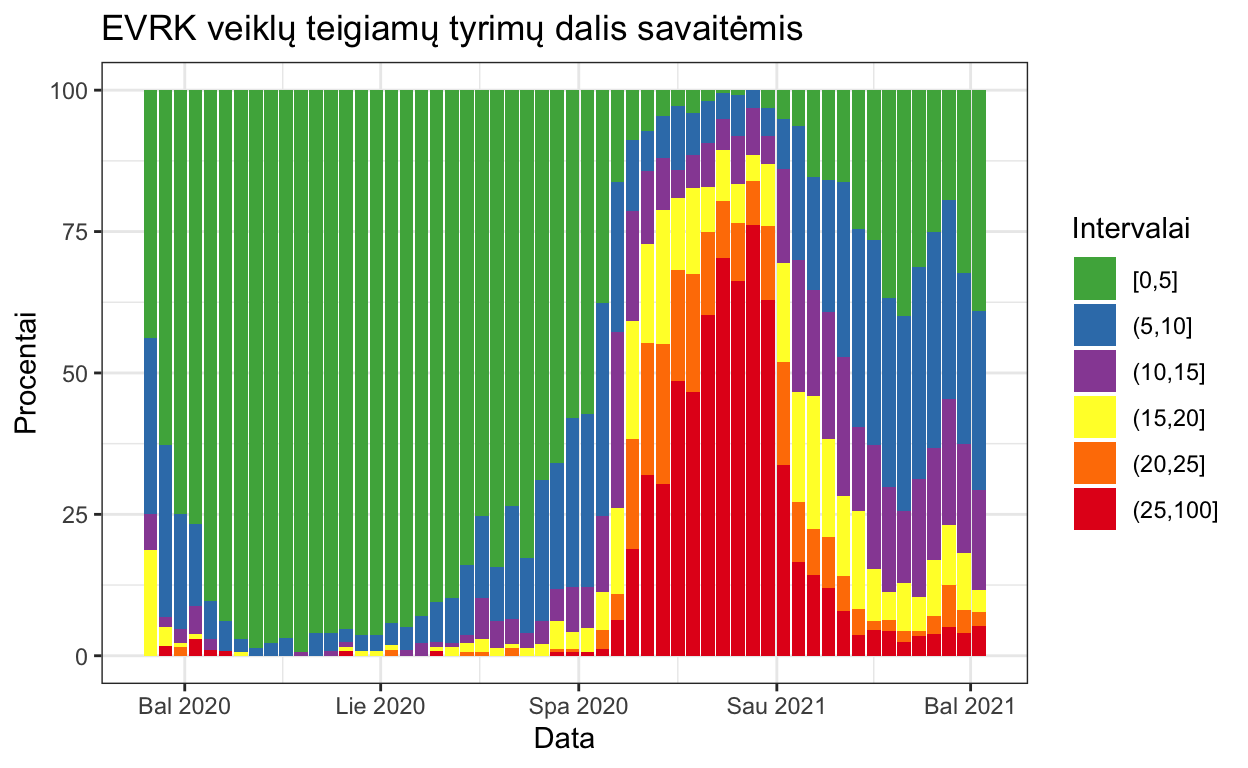 EVRK veiklų teigiamų tyrimų dalis savaitėmis
Procentai
100
75
50
25
0
Bal 2020
Lie 2020
Spa 2020
Sau 2021
Bal 2021
Data
Intervalai
[0,5]
(5,10]
(10,15]
(15,20]
(20,25]
(25,100]